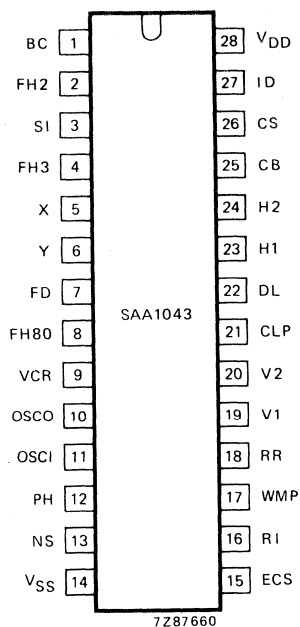 BC 1 28 VDD
FH2 2 27 ID
SI 3 26 CS
FH3 4 25 CB
X 5 24 H2
Y 6 23 H1
FD 7 22 DL
SAA1043
FH80 8 21 CLP
VCR 9 20 V2
OSCO 10 19 V1
OSCI 11 18 RR
PH 12 17 WMP
NS 13 16 RI
VSS 14 15 ECS
7Z87660